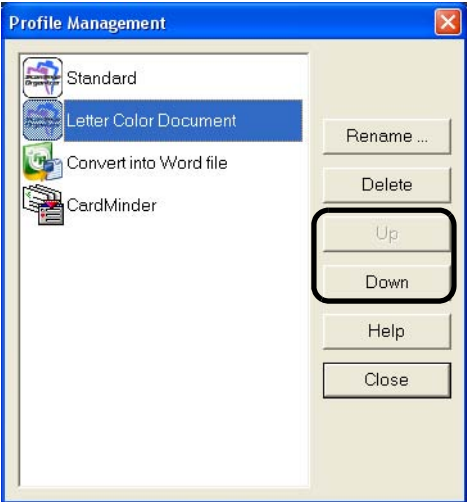 Profile Management
Standard
Letter Color Document
Convert into Word file
CardMinder
Rename ...
Delete
Up
Down
Help
Close